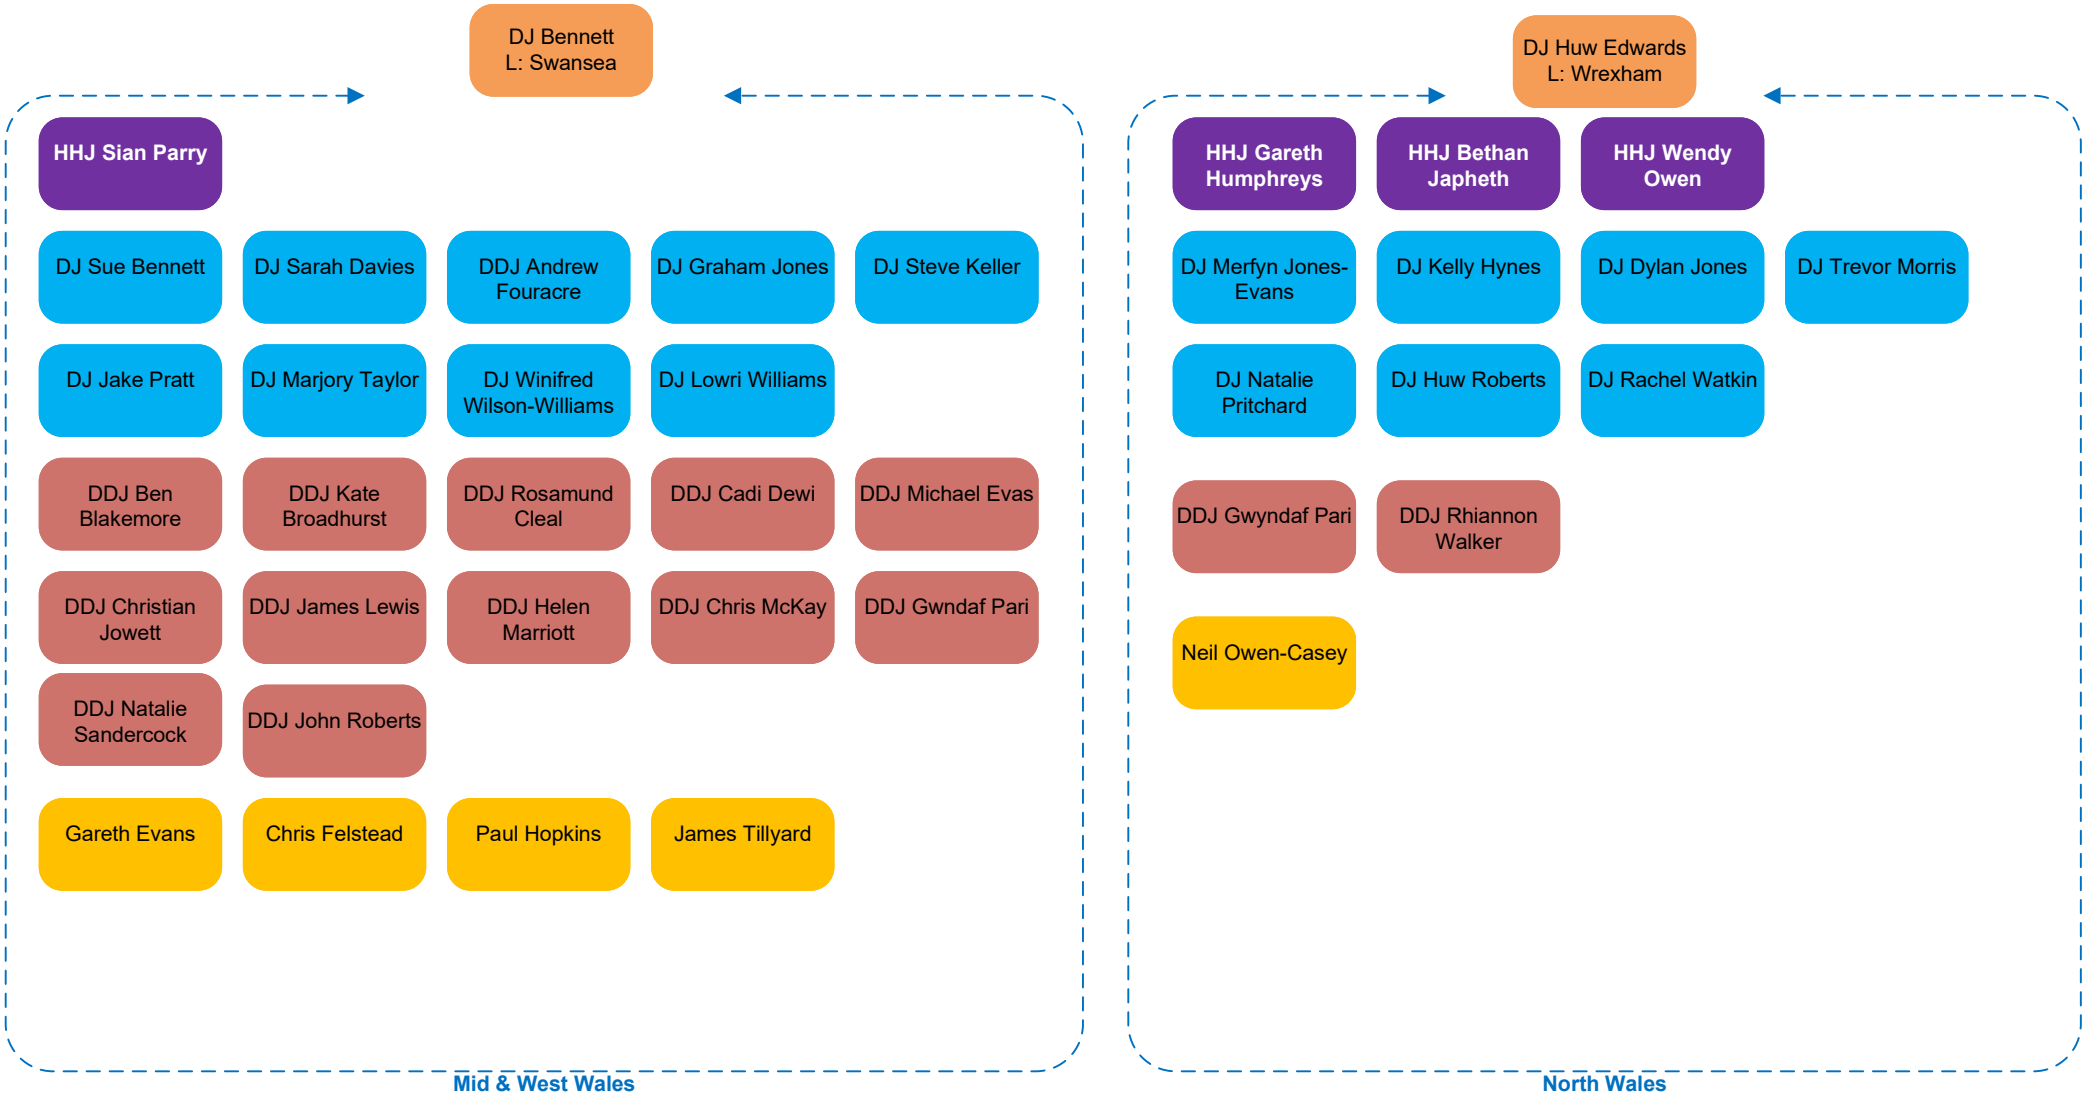 DJ Bennett
L: Swansea
HHJ Sian Parry
DJ Sue Bennett
DJ Sarah Davies
DDJ Andrew
Fouracre
DJ Graham Jones
DJ Steve Keller
DJ Jake Pratt
DJ Marjory Taylor
DJ Winifred
Wilson-Williams
DJ Lowri Williams
DDJ Ben
Blakemore
DDJ Kate
Broadhurst
DDJ Rosamund
Cleal
DDJ Cadi Dewi
DDJ Michael Evas
DDJ Christian
Jowett
DDJ James Lewis
DDJ Helen
Marriott
DDJ Chris McKay
DDJ Gwndaf Pari
DDJ Natalie
Sandercock
DDJ John Roberts
Gareth Evans
Chris Felstead
Paul Hopkins
James Tillyard
Mid & West Wales
DJ Huw Edwards
L: Wrexham
HHJ Gareth
Humphreys
HHJ Bethan
Japheth
HHJ Wendy
Owen
DJ Merfyn Jones-
Evans
DJ Kelly Hynes
DJ Dylan Jones
DJ Trevor Morris
DJ Natalie
Pritchard
DJ Huw Roberts
DJ Rachel Watkin
DDJ Gwyndaf Pari
DDJ Rhiannon
Walker
Neil Owen-Casey
North Wales